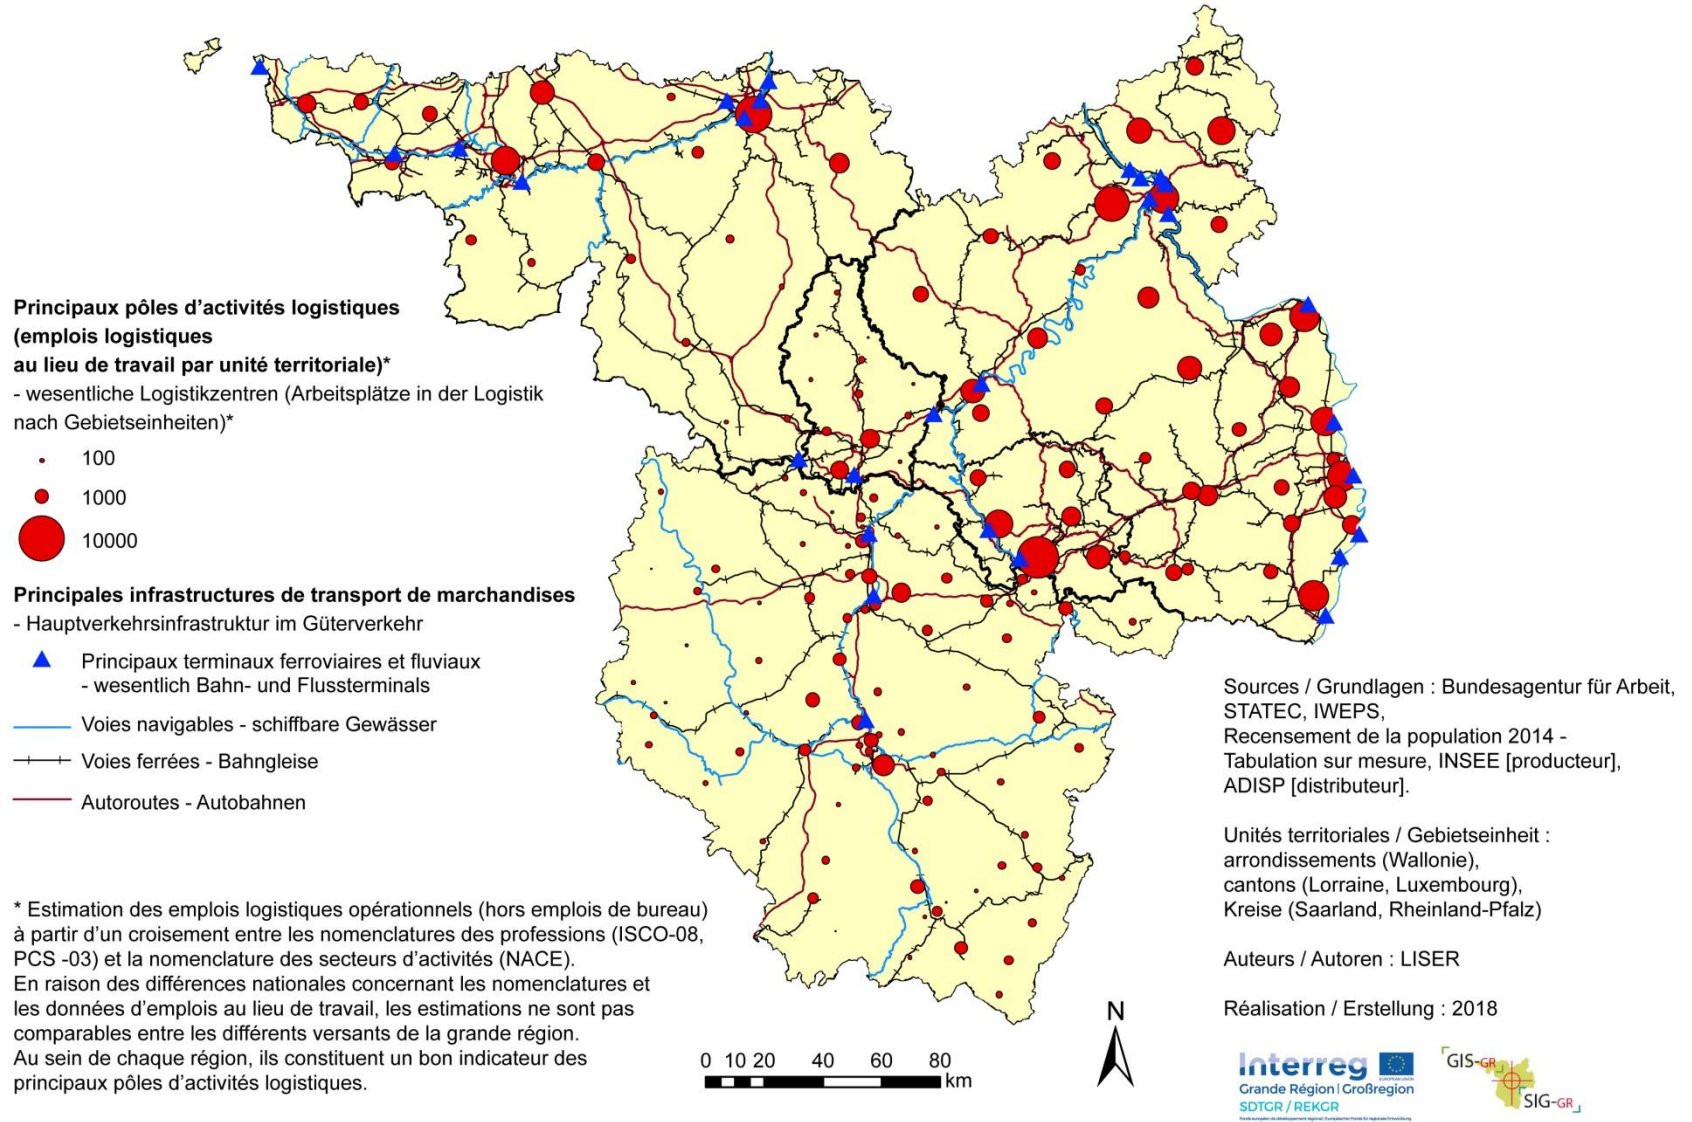 Principaux pôles d’activités logistiques
(emplois logistiques
au lieu de travail par unité territoriale)*
- wesentliche Logistikzentren (Arbeitsplätze in der Logistik
nach Gebietseinheiten)*
100
1000
10000
Principales infrastructures de transport de marchandises
- Hauptverkehrsinfrastruktur im Güterverkehr
Principaux terminaux ferroviaires et fluviaux
- wesentlich Bahn- und Flussterminals
Voies navigables - schiffbare Gewässer
Voies ferrées - Bahngleise
Autoroutes - Autobahnen
* Estimation des emplois logistiques opérationnels (hors emplois de bureau)
à partir d’un croisement entre les nomenclatures des professions (ISCO-08,
PCS -03) et la nomenclature des secteurs d’activités (NACE).
En raison des différences nationales concernant les nomenclatures et
les données d’emplois au lieu de travail, les estimations ne sont pas
comparables entre les différents versants de la grande région.
Au sein de chaque région, ils constituent un bon indicateur des
principaux pôles d’activités logistiques.
0 10 20 40 60 80
km
N
Sources / Grundlagen : Bundesagentur für Arbeit,
STATEC, IWEPS,
Recensement de la population 2014 -
Tabulation sur mesure, INSEE [producteur],
ADISP [distributeur].
Unités territoriales / Gebietseinheit :
arrondissements (Wallonie),
cantons (Lorraine, Luxembourg),
Kreise (Saarland, Rheinland-Pfalz)
Auteurs / Autoren : LISER
Réalisation / Erstellung : 2018
Interreg
EUROPEAN UNION
Grande Région | Großregion
SDTGR / REKGR
GIS-GR
SIG-GR